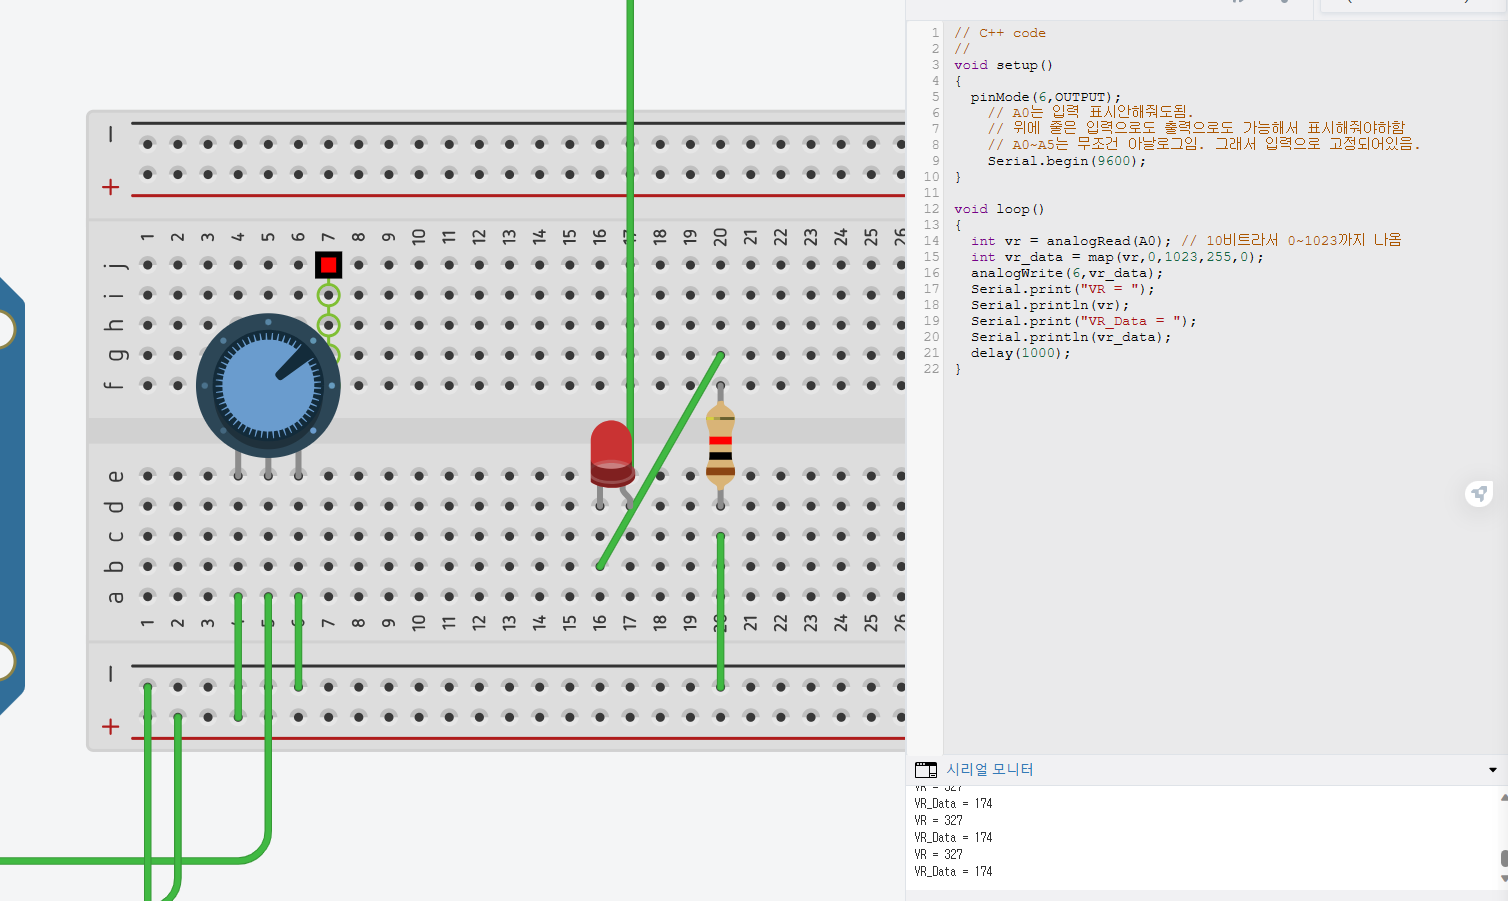 1 // C++ code
2 //
3 void setup()
4 {
5 pinMode(6,OUTPUT);
6 // A0는 입력 표시안해줘도됨.
7 // 위에 줄은 입력으로도 출력으로도 가능해서 표시해줘야하함
8 // A0~A5는 무조건 아날로그임. 그래서 입력으로 고정되어있음.
9 Serial.begin(9600);
10 }
11
12 void loop()
13 {
14 int vr = analogRead(A0); // 10비트라서 0~1023까지 나옴
15 int vr_data = map(vr,0,1023,255,0);
16 analogWrite(6,vr_data);
17 Serial.print("VR = ");
18 Serial.println(vr);
19 Serial.print("VR_Data = ");
20 Serial.println(vr_data);
21 delay(1000);
22 }
시리얼 모니터
VR = 327
VR_Data = 174
VR = 327
VR_Data = 174
VR = 327
VR_Data = 174
+
1 2 3 4 5 6 7 8 9 10 11 12 13 14 15 16 17 18 19 20 21 22 23 24 25 26
j
i
h
g
f
e
d
c
b
a
1 2 3 4 5 6 7 8 9 10 11 12 13 14 15 16 17 18 19 20 21 22 23 24 25 26
+